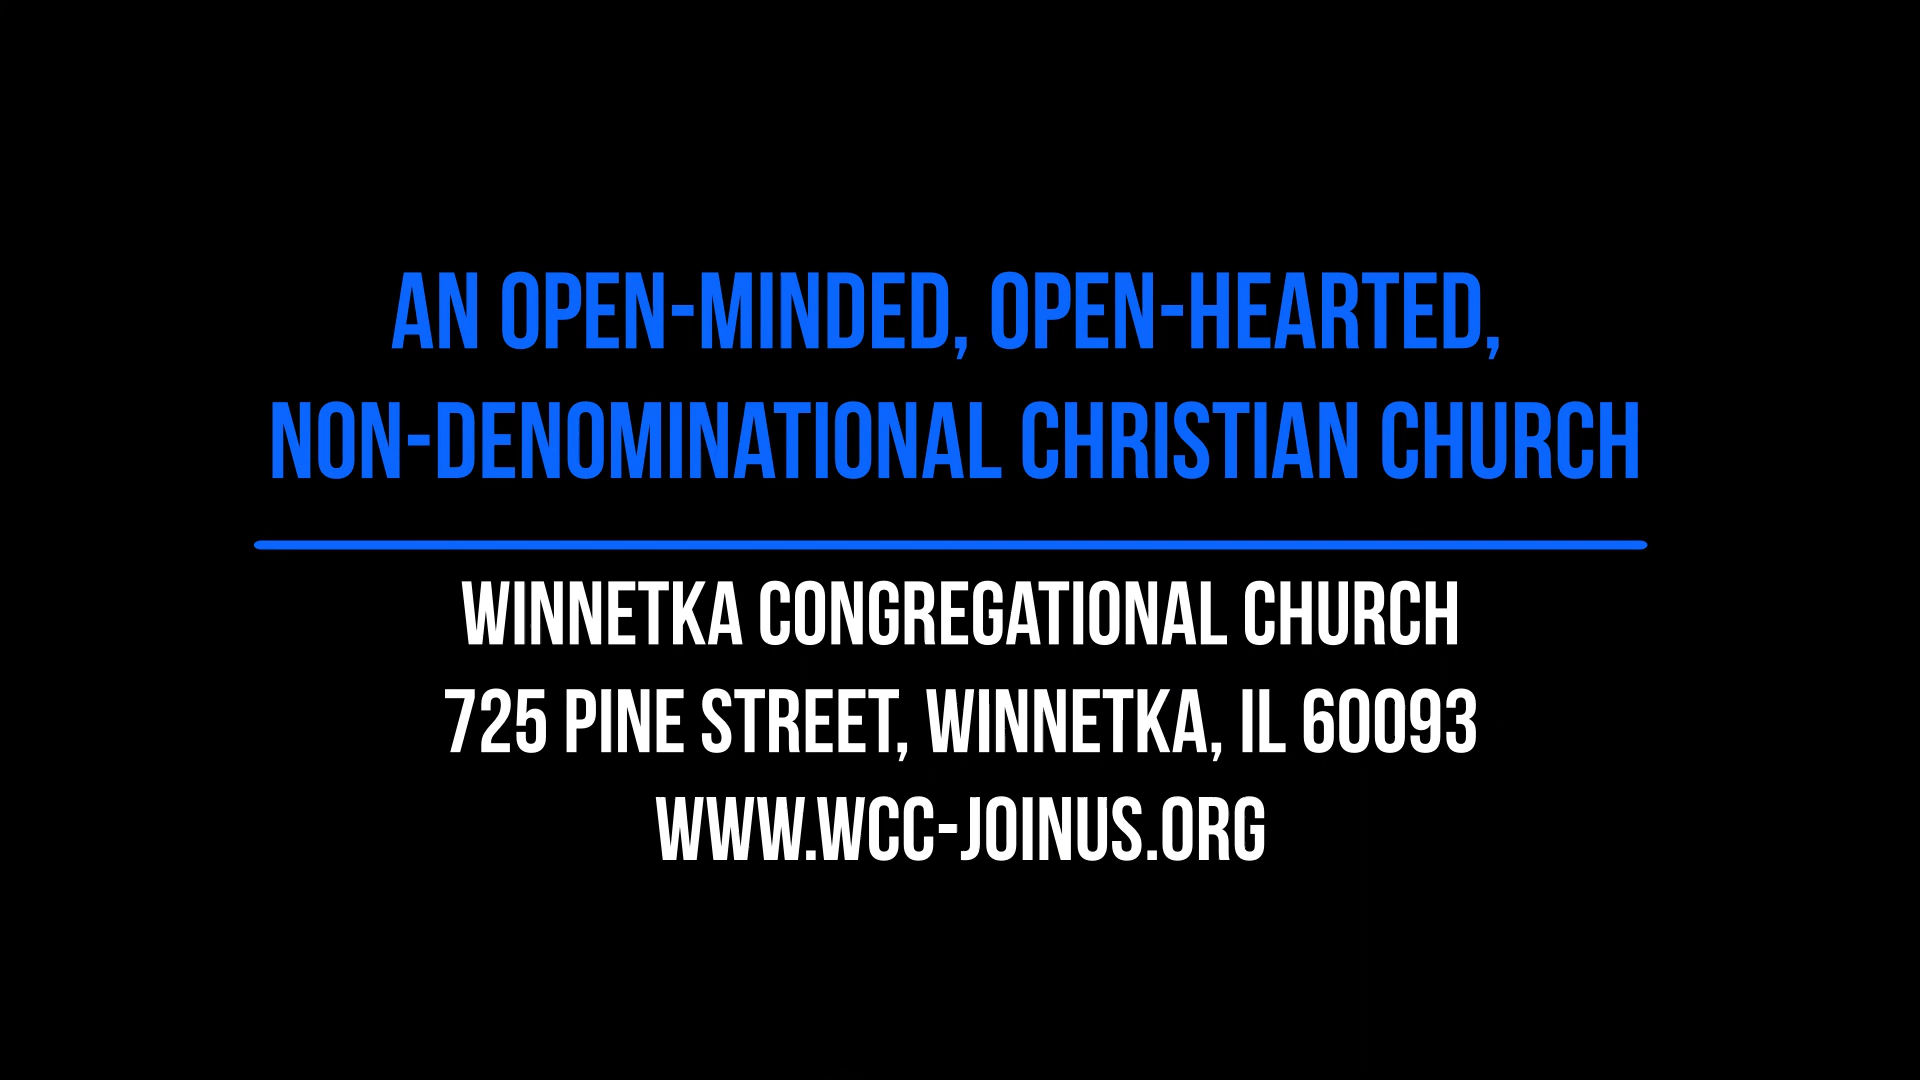 AN OPEN-MINDED, OPEN-HEARTED,
NON-DENOMINATIONAL CHRISTIAN CHURCH
WINNETKA CONGREGATIONAL CHURCH
725 PINE STREET, WINNETKA, IL 60093
WWW.WCC-JOINUS.ORG